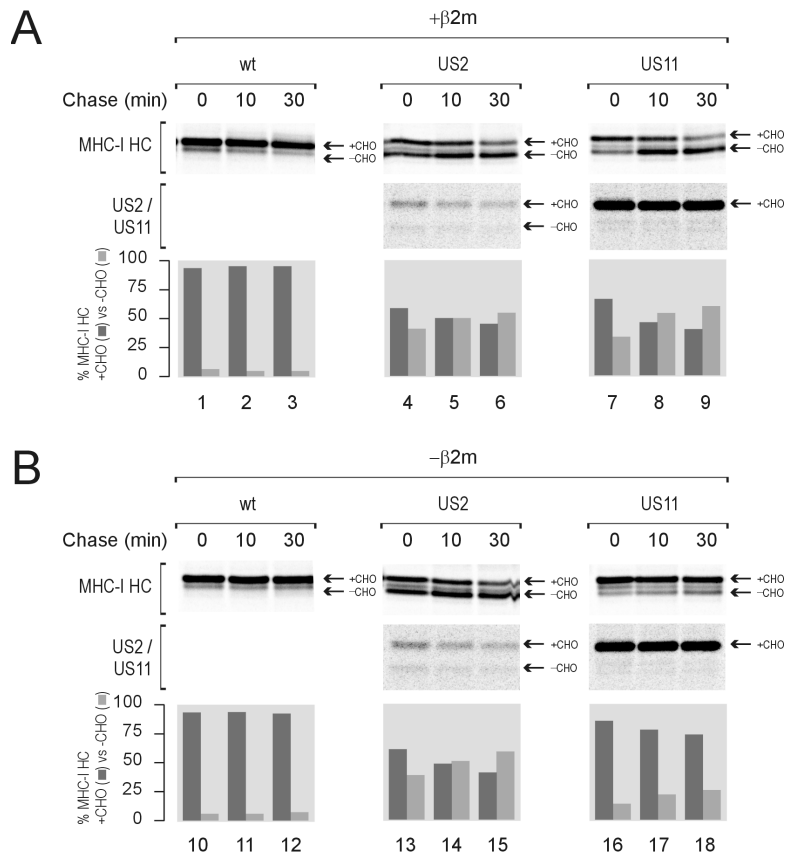 A
+β2m
wt US2 US11
Chase (min) 0 10 30 0 10 30 0 10 30
MHC-I HC
+CHO
−CHO
+CHO
−CHO
+CHO
−CHO
US2 /
US11
+CHO
−CHO
+CHO
% MHC-I HC
+CHO (■) vs -CHO (■)
100
75
50
25
0
1 2 3 4 5 6 7 8 9
B
−β2m
wt US2 US11
Chase (min) 0 10 30 0 10 30 0 10 30
MHC-I HC
+CHO
−CHO
+CHO
−CHO
+CHO
−CHO
US2 /
US11
+CHO
−CHO
+CHO
% MHC-I HC
+CHO (■) vs -CHO (■)
100
75
50
25
0
10 11 12 13 14 15 16 17 18